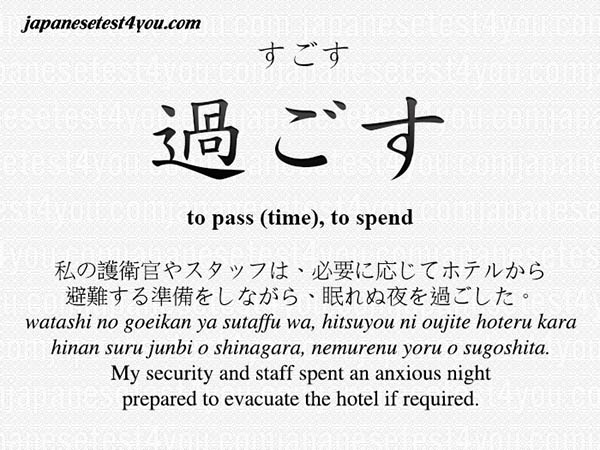 japanesetest4you.com
すごす
過ごす
to pass (time), to spend
私の護衛官やスタッフは、必要に応じてホテルから
避難する準備をしながら、眠れぬ夜を過ごした。
watashi no goeikan ya sutaffu wa, hitsuyou ni oujite hoteru kara
hinan suru junbi o shinagara, nemurenu yoru o sugoshita.
My security and staff spent an anxious night
prepared to evacuate the hotel if required.